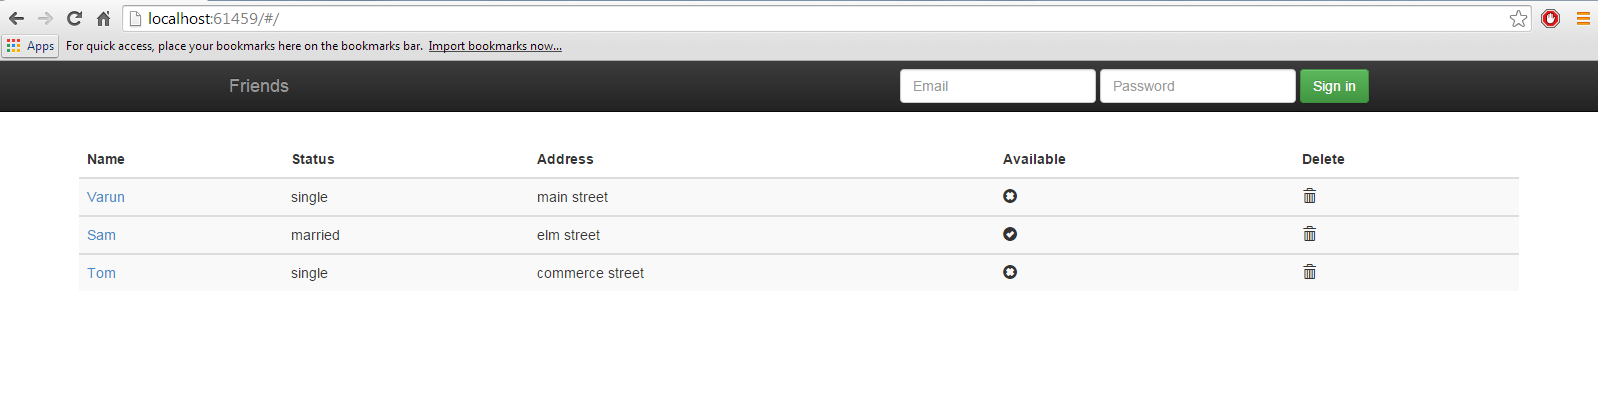 localhost:61459/#/
Apps For quick access, place your bookmarks here on the bookmarks bar. Import bookmarks now...
Friends Email Password Sign in
Name Status Address Available Delete
Varun single main street
Sam married elm street
Tom single commerce street